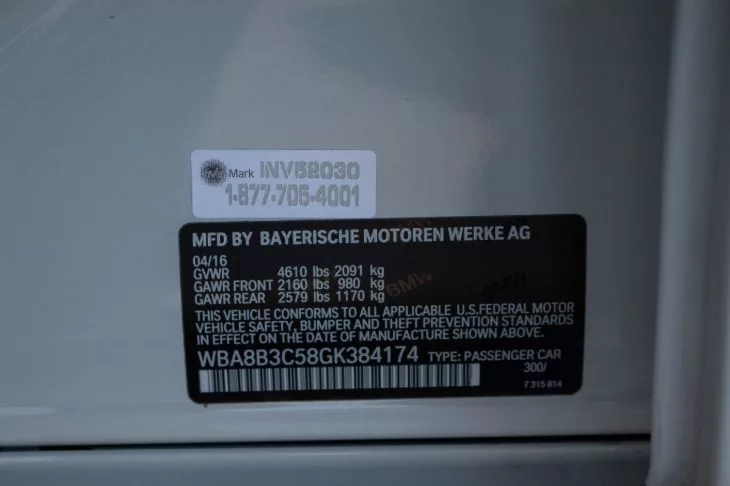 Mark INV52030
1-877-705-4001
MFD BY BAYERISCHE MOTOREN WERKE AG
04/16
GVWR 4610 lbs 2091 kg
GAWR FRONT 2160 lbs 980 kg
GAWR REAR 2579 lbs 1170 kg
BMW
THIS VEHICLE CONFORMS TO ALL APPLICABLE U.S.FEDERAL MOTOR
VEHICLE SAFETY, BUMPER AND THEFT PREVENTION STANDARDS
IN EFFECT ON THE DATE OF MANUFACTURE SHOWN ABOVE.
WBA8B3C58GK384174 TYPE: PASSENGER CAR
300/
7 315 814